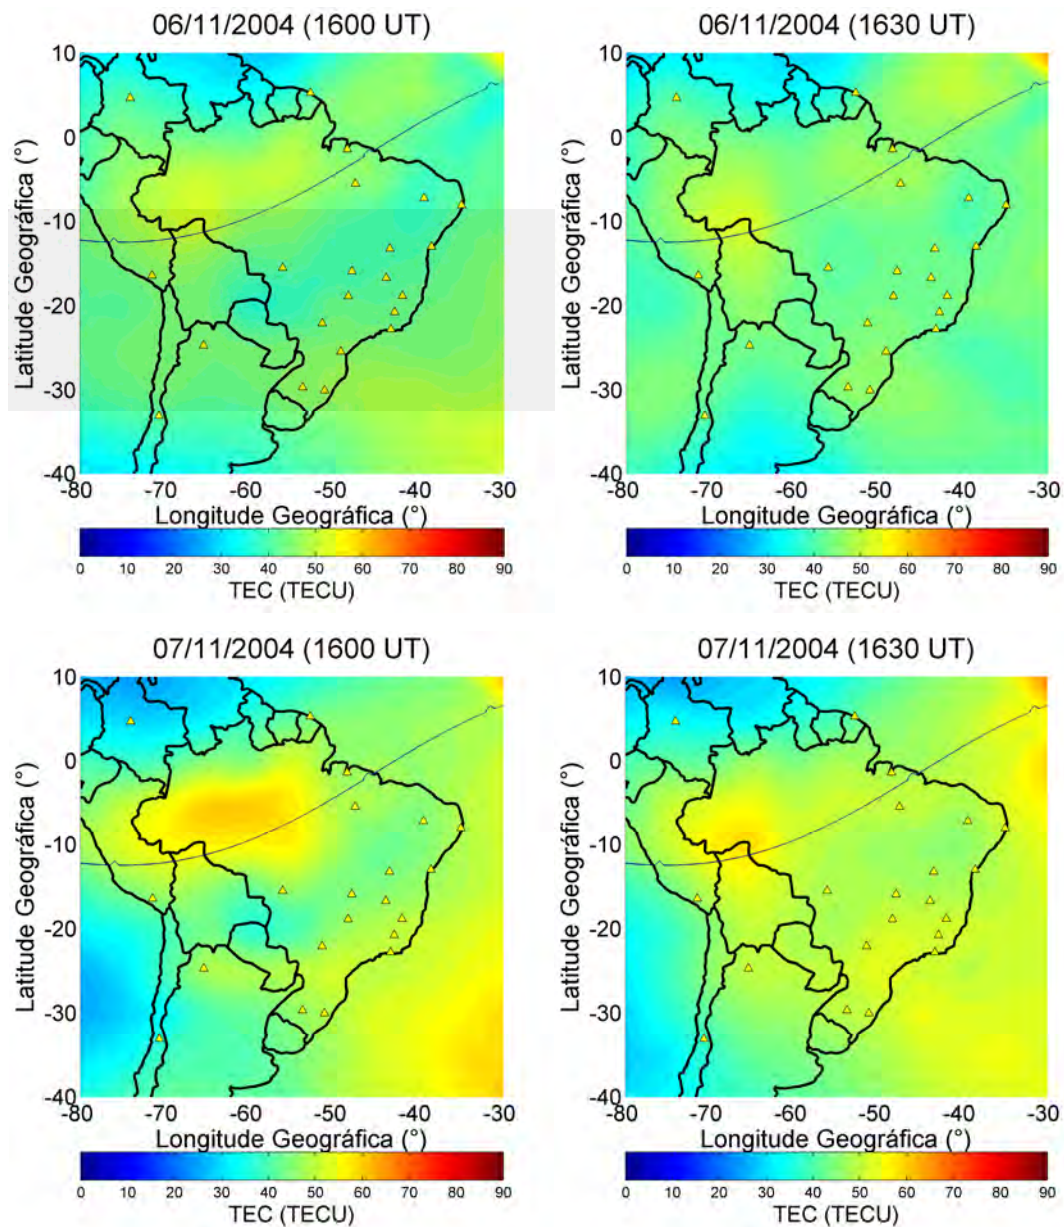 06/11/2004 (1600 UT)
10
0
-10
-20
-30
-40
Latitude Geográfica (°)
-80 -70 -60 -50 -40 -30
Longitude Geográfica (°)
0 10 20 30 40 50 60 70 80 90
TEC (TECU)
06/11/2004 (1630 UT)
10
0
-10
-20
-30
-40
Latitude Geográfica (°)
-80 -70 -60 -50 -40 -30
Longitude Geográfica (°)
0 10 20 30 40 50 60 70 80 90
TEC (TECU)
07/11/2004 (1600 UT)
10
0
-10
-20
-30
-40
Latitude Geográfica (°)
-80 -70 -60 -50 -40 -30
Longitude Geográfica (°)
0 10 20 30 40 50 60 70 80 90
TEC (TECU)
07/11/2004 (1630 UT)
10
0
-10
-20
-30
-40
Latitude Geográfica (°)
-80 -70 -60 -50 -40 -30
Longitude Geográfica (°)
0 10 20 30 40 50 60 70 80 90
TEC (TECU)